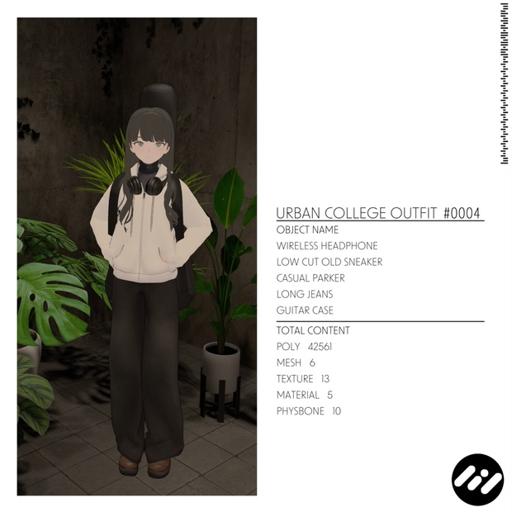 URBAN COLLEGE OUTFIT #0004
OBJECT NAME
WIRELESS HEADPHONE
LOW CUT OLD SNEAKER
CASUAL PARKER
LONG JEANS
GUITAR CASE
TOTAL CONTENT
POLY 42561
MESH 6
TEXTURE 13
MATERIAL 5
PHYSBONE 10